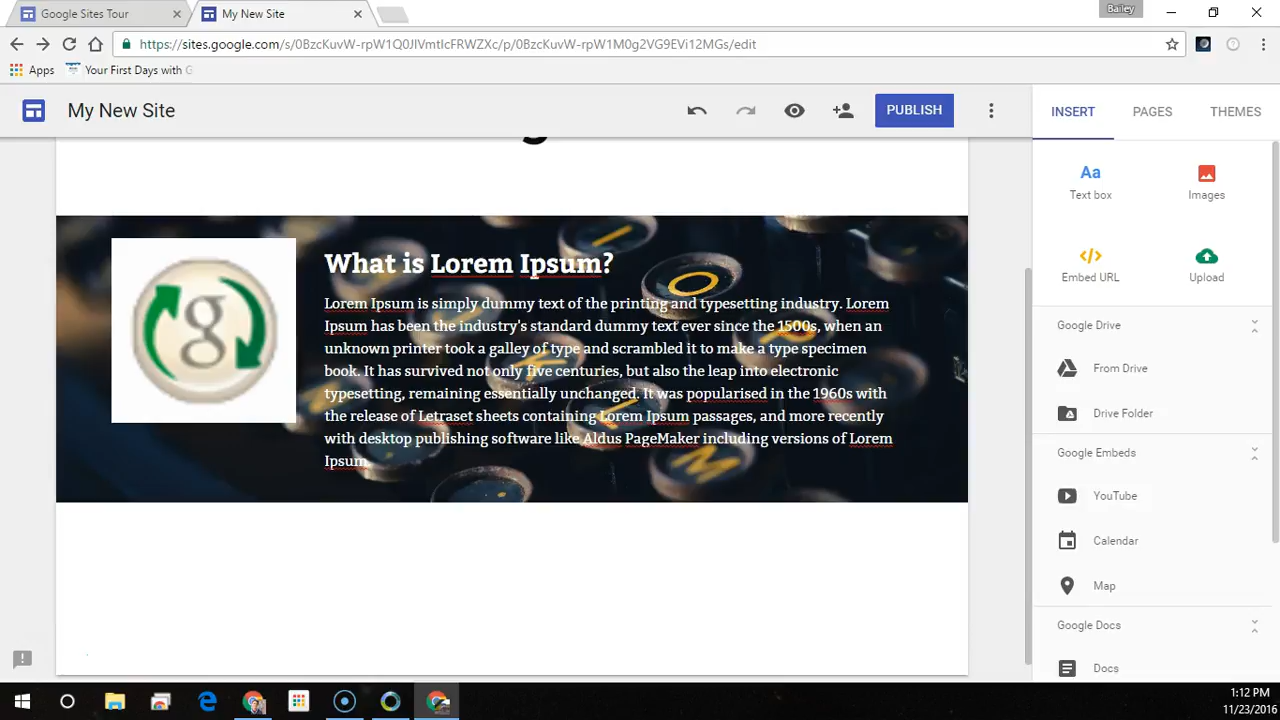 Google Sites Tour
My New Site
Bailey
https://sites.google.com/s/0BzcKuvW-rpW1Q0JIVmtIcFRWZXc/p/0BzcKuvW-rpW1M0g2VG9EVi12MGs/edit
Apps
Your First Days with G
My New Site
PUBLISH
INSERT
PAGES
THEMES
Aa
Text box
Images
Embed URL
Upload
Google Drive
From Drive
Drive Folder
Google Embeds
YouTube
Calendar
Map
Google Docs
Docs
g
What is Lorem Ipsum?
Lorem Ipsum is simply dummy text of the printing and typesetting industry. Lorem
Ipsum has been the industry's standard dummy text ever since the 1500s, when an
unknown printer took a galley of type and scrambled it to make a type specimen
book. It has survived not only five centuries, but also the leap into electronic
typesetting, remaining essentially unchanged. It was popularised in the 1960s with
the release of Letraset sheets containing Lorem Ipsum passages, and more recently
with desktop publishing software like Aldus PageMaker including versions of Lorem
Ipsum.
O
P
K
L
M
1:12 PM
11/23/2016